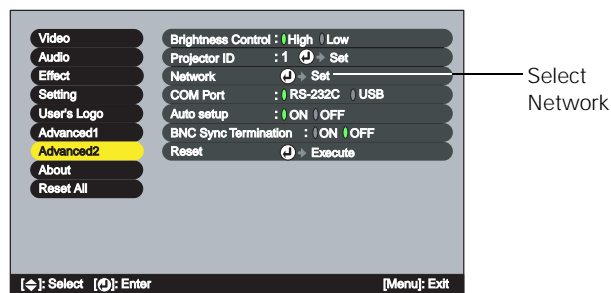 Video
Audio
Effect
Setting
User's Logo
Advanced1
Advanced2
About
Reset All
Brightness Control : High Low
Projector ID : 1 Set
Network Set
COM Port : RS-232C USB
Auto setup : ON OFF
BNC Sync Termination : ON OFF
Reset Execute
Select
Network
[ ]: Select [ ]: Enter [Menu]: Exit